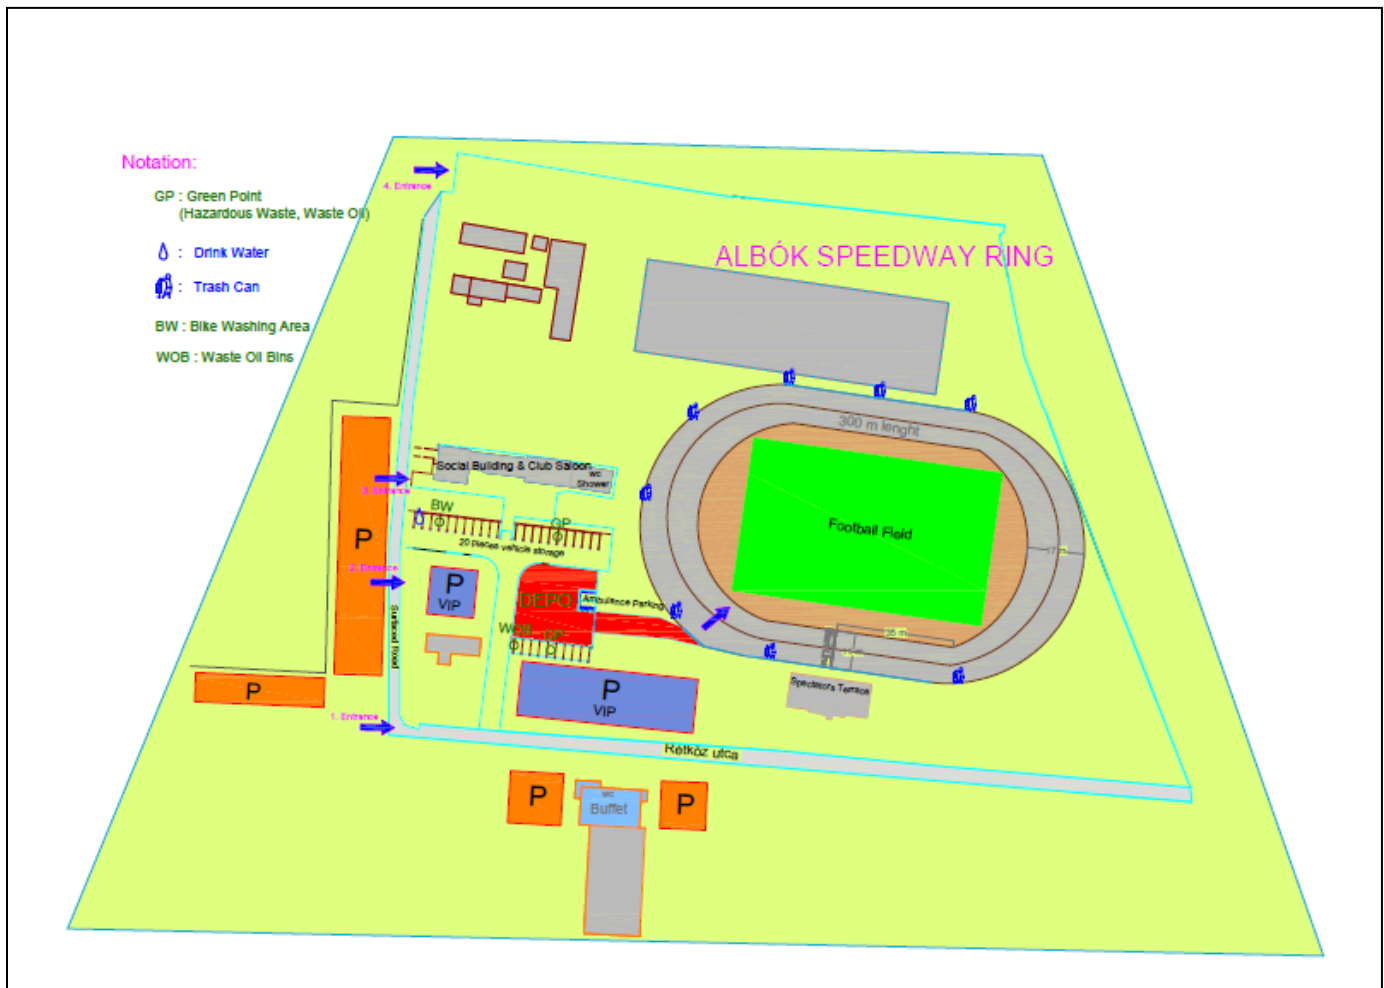 Notation:
GP : Green Point
(Hazardous Waste, Waste Oil)
: Drink Water
: Trash Can
BW : Bike Washing Area
WOB : Waste Oil Bins
4. Entrance
ALBÓK SPEEDWAY RING
300 m lenght
Social Building & Club Saloon
WC
Shower
3. Entrance
BW
GP
20 pieces vehicle storage
P
Football Field
2. Entrance
P
VIP
DEPO
Ambulance Parking
Surfaced Road
WOB
GP
35 m
P
P
VIP
Spectators Terrace
1. Entrance
Rétköz utca
P
WC
Buffet
P